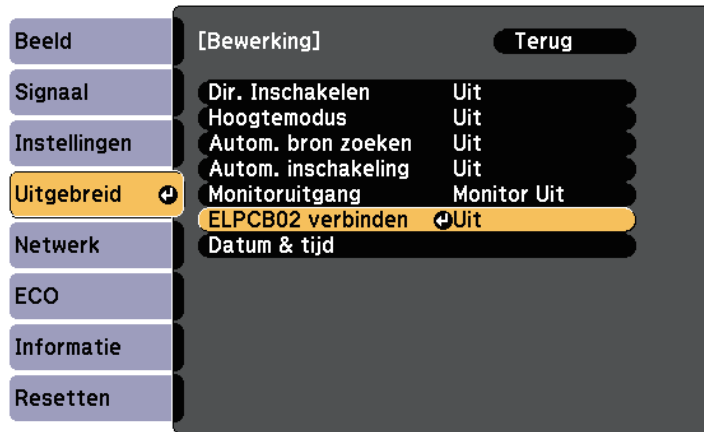 Beeld
Signaal
Instellingen
Uitgebreid
Netwerk
ECO
Informatie
Resetten
[Bewerking] Terug
Dir. Inschakelen Uit
Hoogtemodus Uit
Autom. bron zoeken Uit
Autom. inschakeling Uit
Monitoruitgang Monitor Uit
ELPCB02 verbinden Uit
Datum & tijd